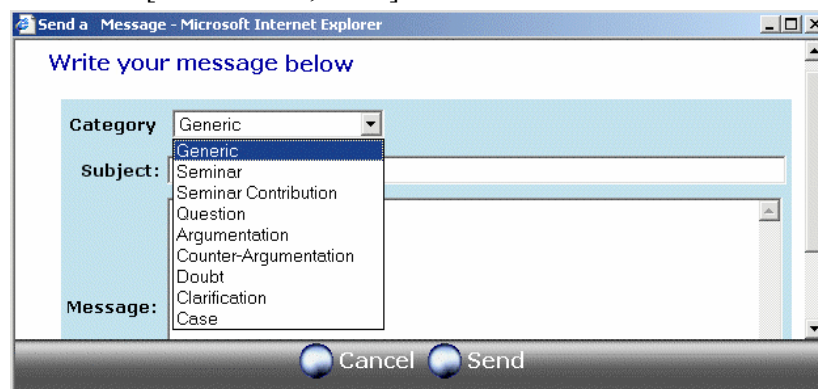 Send a Message - Microsoft Internet Explorer
Write your message below
Category Generic
Generic
Subject:
Seminar
Seminar Contribution
Question
Argumentation
Counter-Argumentation
Doubt
Clarification
Message:
Case
Cancel Send